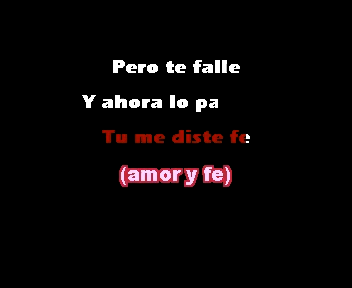 Pero te falle
Y ahora lo pa
Tu me diste fe
(amor y fe)